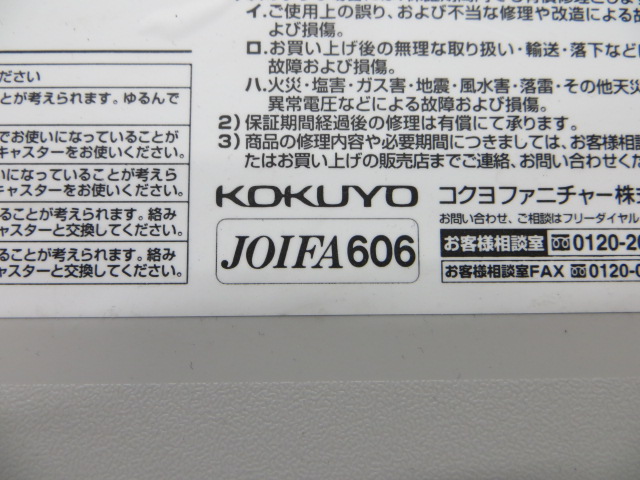 イ.ご使用上の誤り、および不当な修理や改造による故
よび損傷。
ロ.お買い上げ後の無理な取り扱い・輸送・落下などに
故障および損傷。
ハ.火災・塩害・ガス害・地震・風水害・落雷・その他天災
異常電圧などによる故障および損傷。
2) 保証期間経過後の修理は有償にて承ります。
3) 商品の修理内容や必要期間につきましては、お客様相談
たはお買い上げの販売店までご連絡、お問い合わせくだ
ださい
とが考えられます。ゆるんで
でお使いになっていることが
キャスターをお使いください。
いになっていることが考えら
ャスターをお使いください。
ることが考えられます。絡み
ャスターと交換してください。
ることが考えられます。絡み
ャスターと交換してください。
KOKUYO
コクヨファニチャー株
JOIFA606
お問い合わせ、ご相談はフリーダイヤル
お客様相談室 0120-20
お客様相談室FAX 0120-0